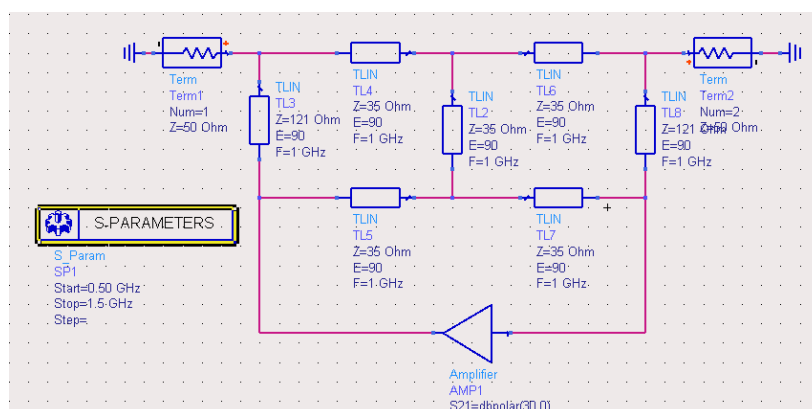 Term
Term1
Num=1
Z=50 Ohm
TLIN
TL3
Z=121 Ohm
E=90
F=1 GHz
TLIN
TL4
Z=35 Ohm
E=90
F=1 GHz
TLIN
TL2
Z=35 Ohm
E=90
F=1 GHz
TLIN
TL6
Z=35 Ohm
E=90
F=1 GHz
TLIN
TL8
Z=121 Ohm
E=90
F=1 GHz
Term
Term2
Num=2
Z=50 Ohm
S-PARAMETERS
S_Param
SP1
Start=0.50 GHz
Stop=1.5 GHz
Step=
TLIN
TL5
Z=35 Ohm
E=90
F=1 GHz
TLIN
TL7
Z=35 Ohm
E=90
F=1 GHz
Amplifier
AMP1
S21=dbpolar(30,0)